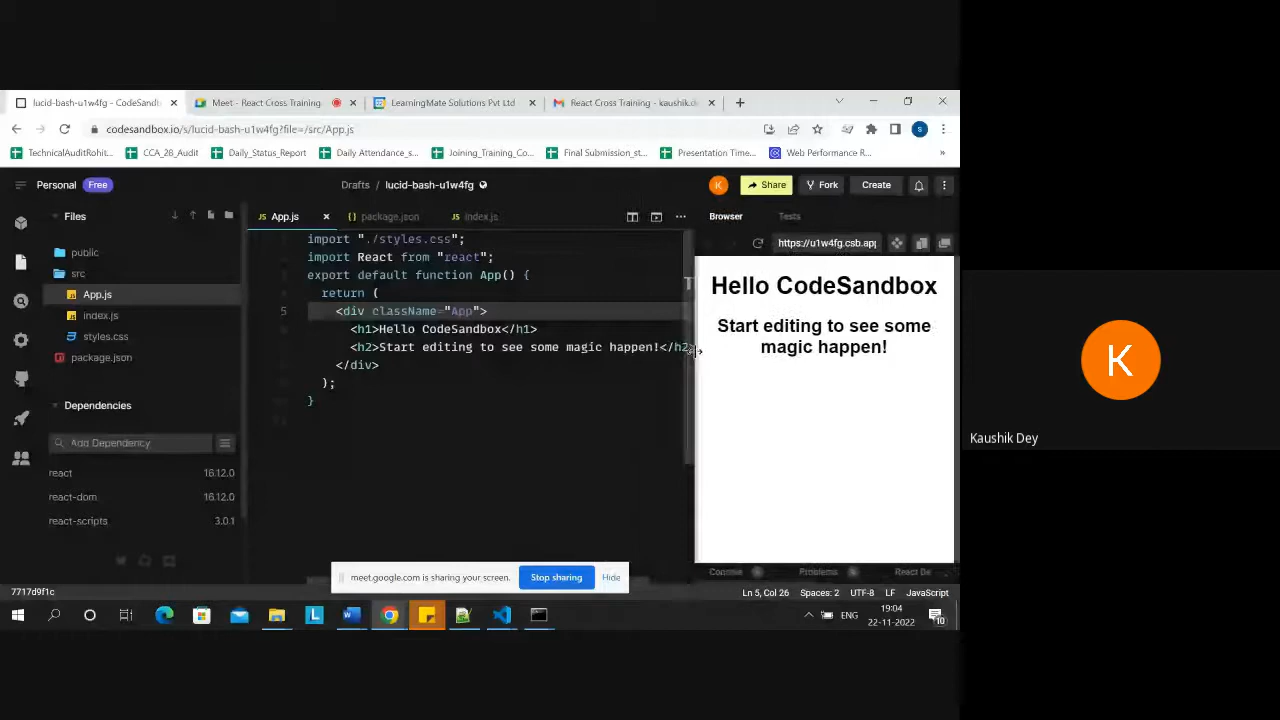 lucid-bash-u1w4fg - CodeSandb
Meet - React Cross Training
LearningMate Solutions Pvt Ltd
React Cross Training - kaushik.d
codesandbox.io/s/lucid-bash-u1w4fg?file=/src/App.js
TechnicalAuditRohit...
CCA_28_Audit
Daily_Status_Report
Daily Attendance_s...
Joining_Training_Co...
Final Submission_st...
Presentation Time...
Web Performance R...
»
Personal
Free
Drafts / lucid-bash-u1w4fg
K
Share
Fork
Create
Files
JS App.js
{} package.json
JS index.js
Browser
Tests
https://u1w4fg.csb.app
public
src
App.js
index.js
styles.css
package.json
import "./styles.css";
import React from "react";
export default function App() {
return (
5 <div className="App">
<h1>Hello CodeSandbox</h1>
<h2>Start editing to see some magic happen!</h2>
</div>
);
}
Hello CodeSandbox
Start editing to see some
magic happen!
Dependencies
Add Dependency
react 16.12.0
react-dom 16.12.0
react-scripts 3.0.1
meet.google.com is sharing your screen.
Stop sharing
Hide
Console
Problems
React De
7717d9f1c
Ln 5, Col 26
Spaces: 2
UTF-8
LF
JavaScript
ENG
19:04
22-11-2022
K
Kaushik Dey